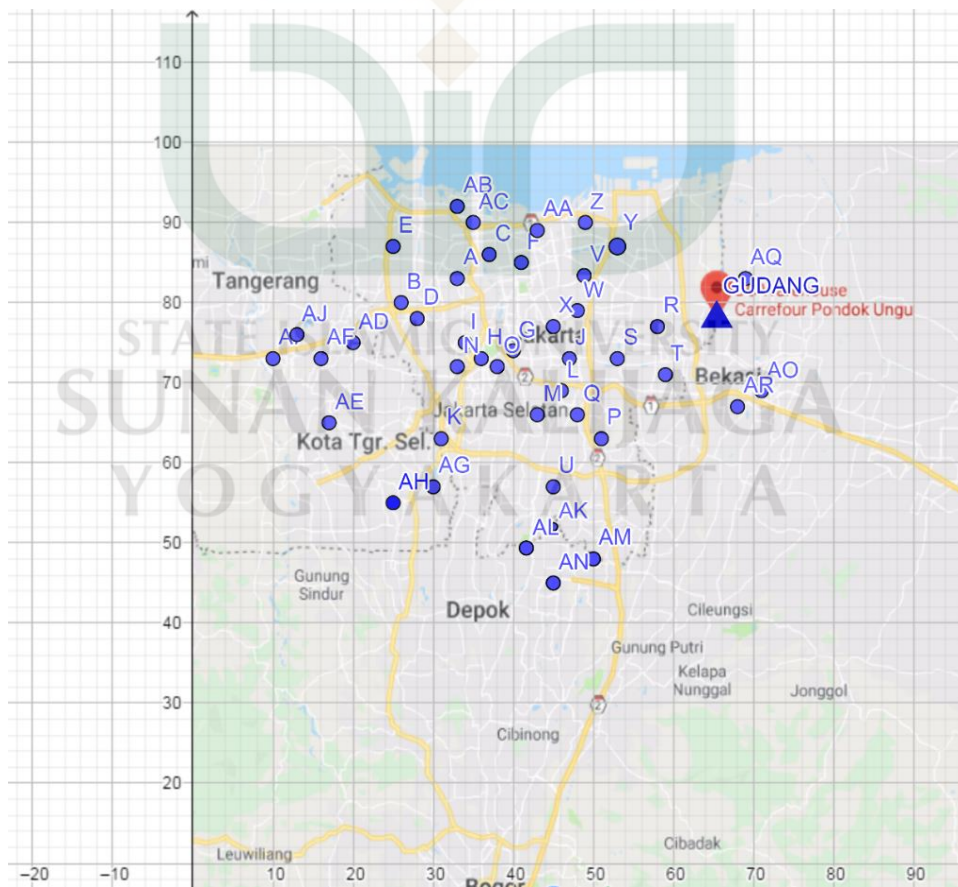 110
100
AB
AC
90
AA
Z
E
Y
C
F
V
AQ
mi
A
Tangerang
GUDANG
B
W
80
D
Carrefour Pondok Ungu
X
R
AJ
I
STATE ISLAMIC UNIVERSITY
AF
AD
N
H
O
G
J
S
T
SUNAN KALIJAGA
70
L
Bekasi
AR
AO
AE
M
Q
Jakarta Selatan
K
P
Kota Tgr. Sel.
60
AG
U
YOGYAKARTA
AH
AK
50
AL
AM
AN
Gunung
Sindur
Depok
Cileungsi
40
Gunung Putri
Kelapa
Nunggal
Jonggol
30
2
Cibinong
20
Cibadak
Leuwiliang
−20
−10
0
10
20
30
40
50
60
70
80
90
Bogor